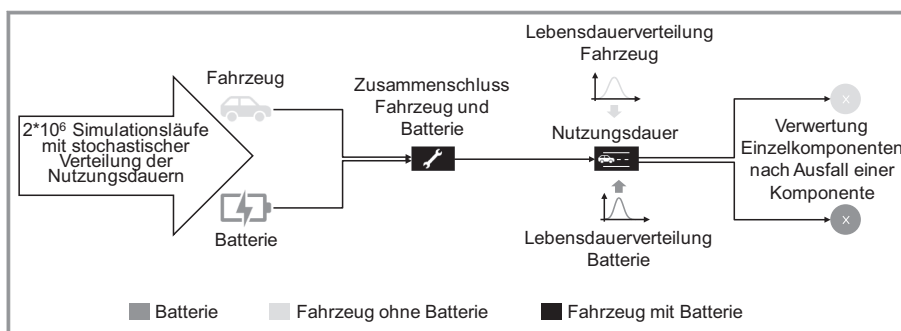 2*10⁶ Simulationsläufe
mit stochastischer
Verteilung der
Nutzungsdauern
Fahrzeug
Batterie
Zusammenschluss
Fahrzeug und
Batterie
Lebensdauerverteilung
Fahrzeug
Nutzungsdauer
Lebensdauerverteilung
Batterie
X
Verwertung
Einzelkomponenten
nach Ausfall einer
Komponente
X
Batterie
Fahrzeug ohne Batterie
Fahrzeug mit Batterie